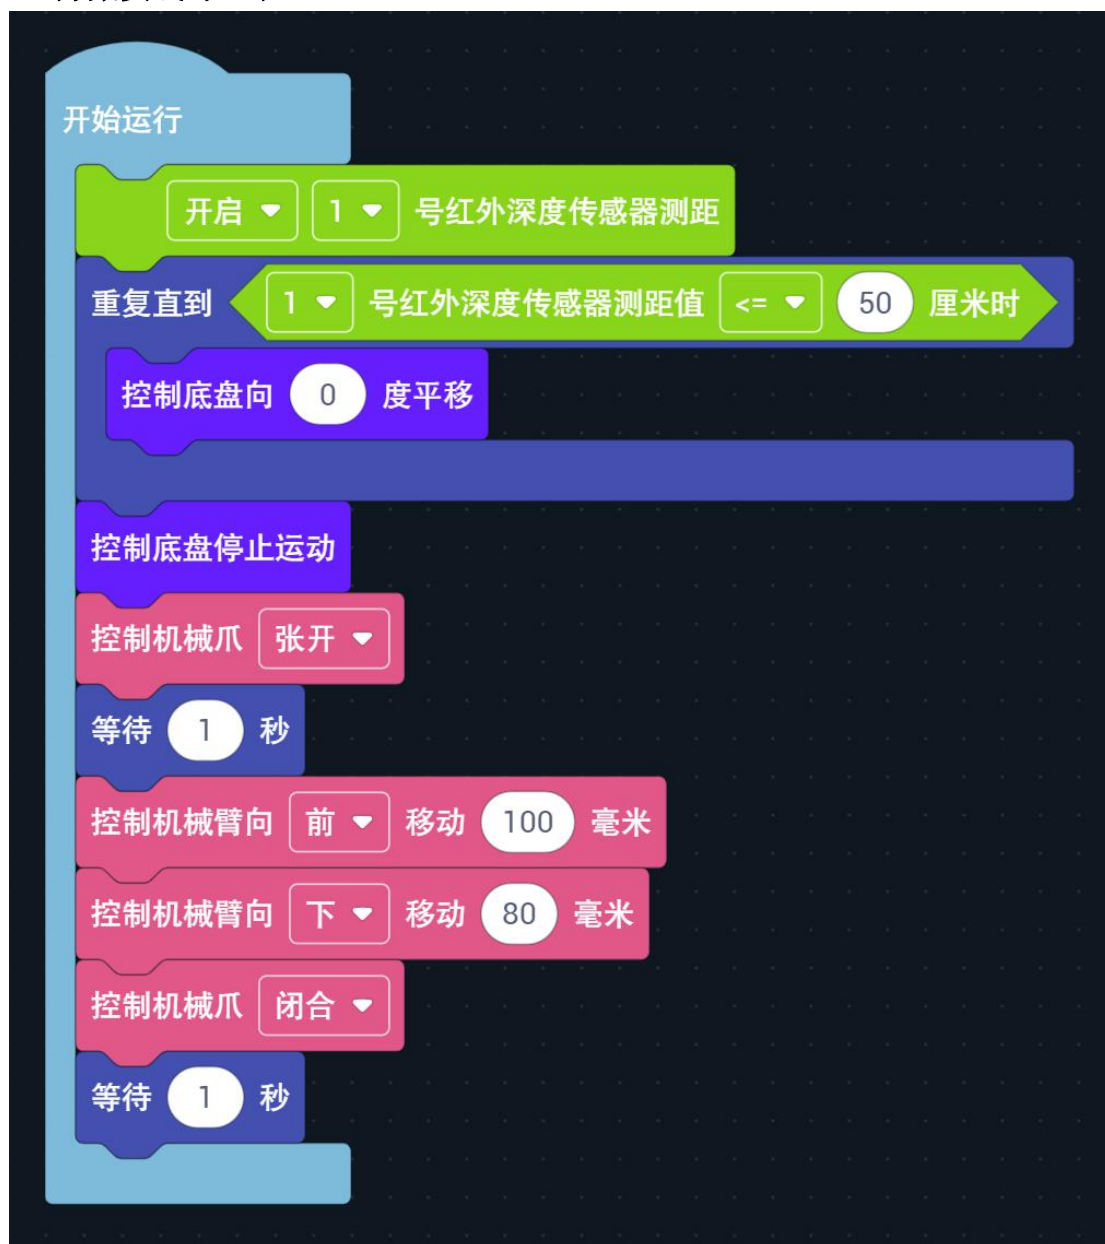 开始运行
开启 1 号红外深度传感器测距
重复直到 1 号红外深度传感器测距值 <= 50 厘米时
控制底盘向 0 度平移
控制底盘停止运动
控制机械爪 张开
等待 1 秒
控制机械臂向 前 移动 100 毫米
控制机械臂向 下 移动 80 毫米
控制机械爪 闭合
等待 1 秒